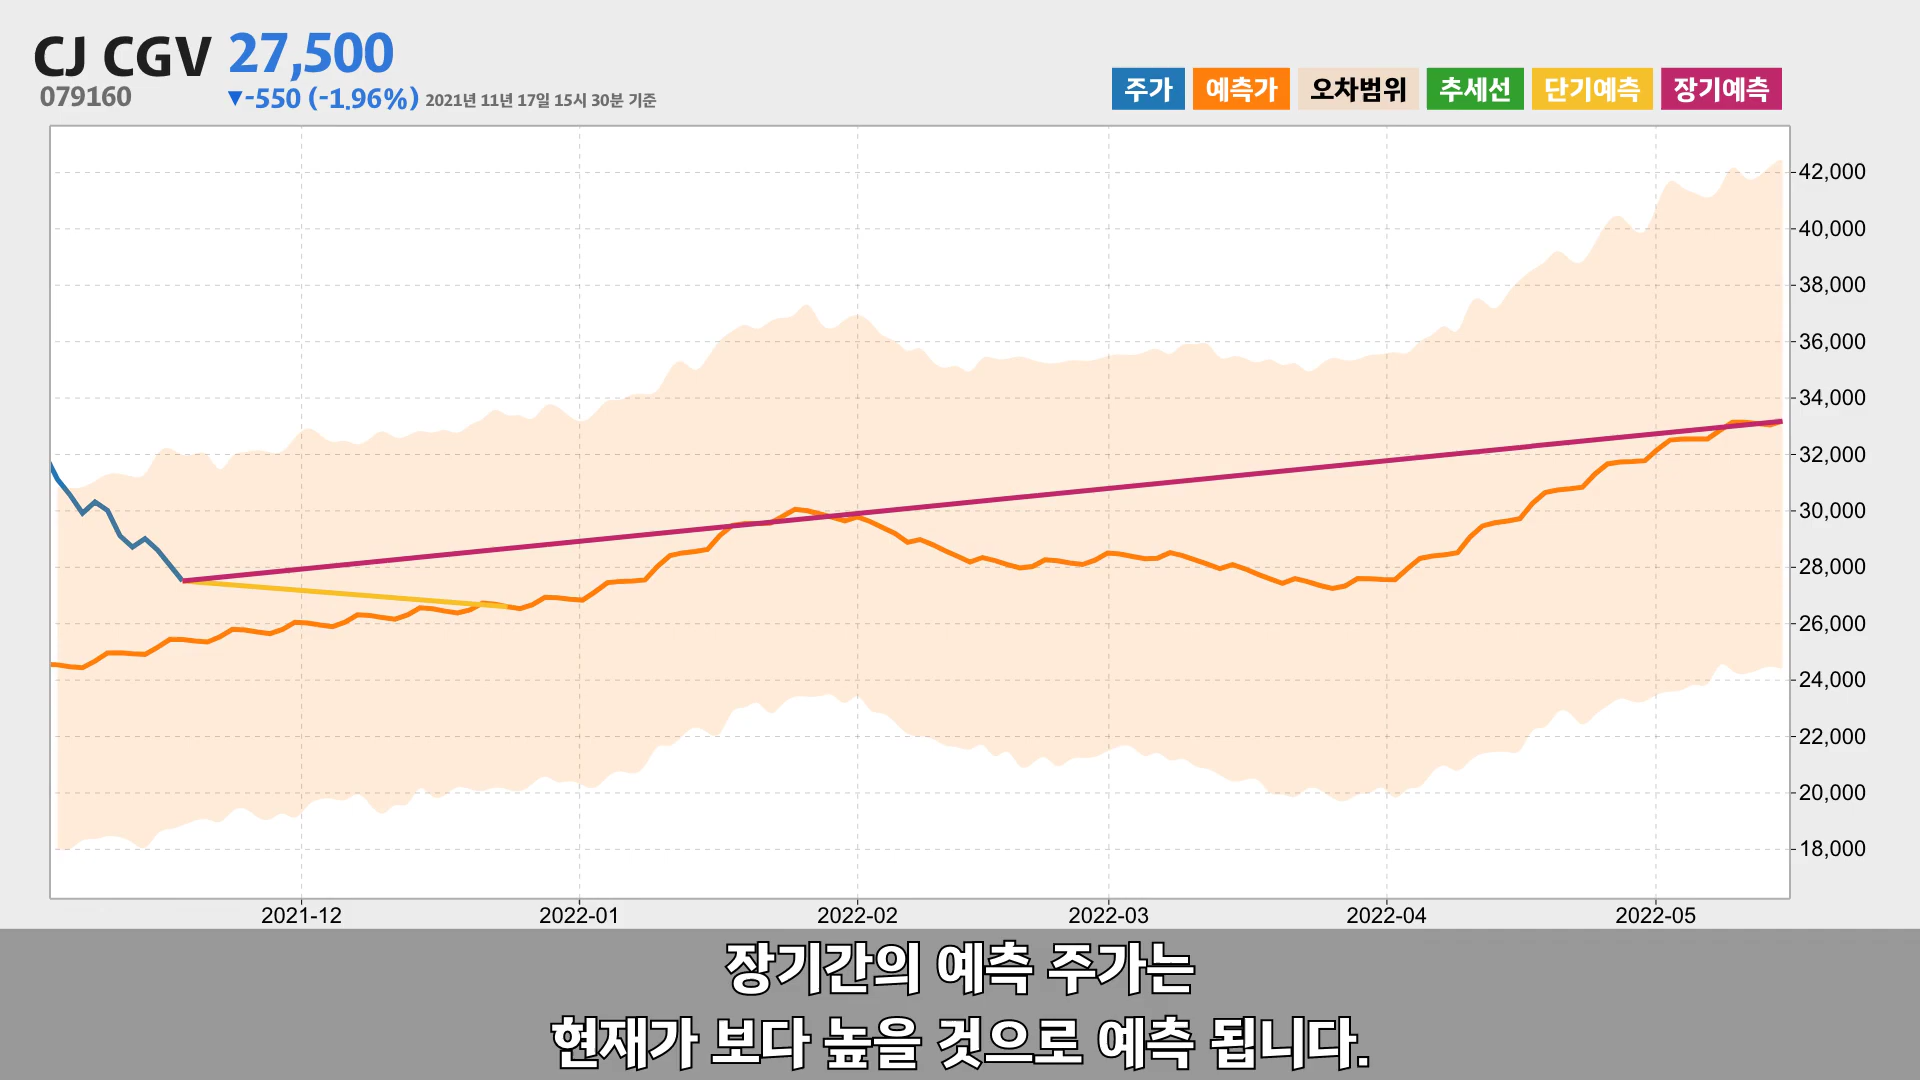 CJ CGV 27,500
079160 ▼-550 (-1.96%) 2021년 11년 17일 15시 30분 기준
주가 예측가 오차범위 추세선 단기예측 장기예측
42,000
40,000
38,000
36,000
34,000
32,000
30,000
28,000
26,000
24,000
22,000
20,000
18,000
2021-12 2022-01 2022-02 2022-03 2022-04 2022-05
장기간의 예측 주가는
현재가 보다 높을 것으로 예측 됩니다.